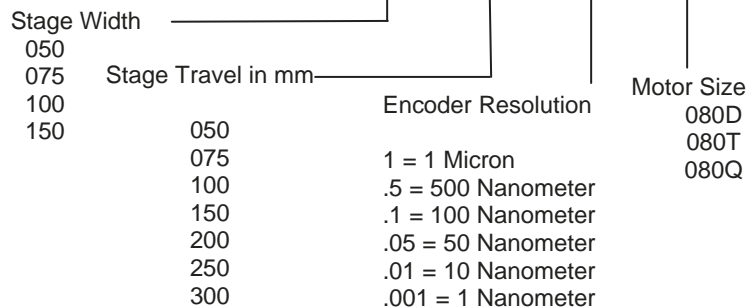 Stage Width
050
075
100
150
Stage Travel in mm
050
075
100
150
200
250
300
Encoder Resolution
1 = 1 Micron
.5 = 500 Nanometer
.1 = 100 Nanometer
.05 = 50 Nanometer
.01 = 10 Nanometer
.001 = 1 Nanometer
Motor Size
080D
080T
080Q